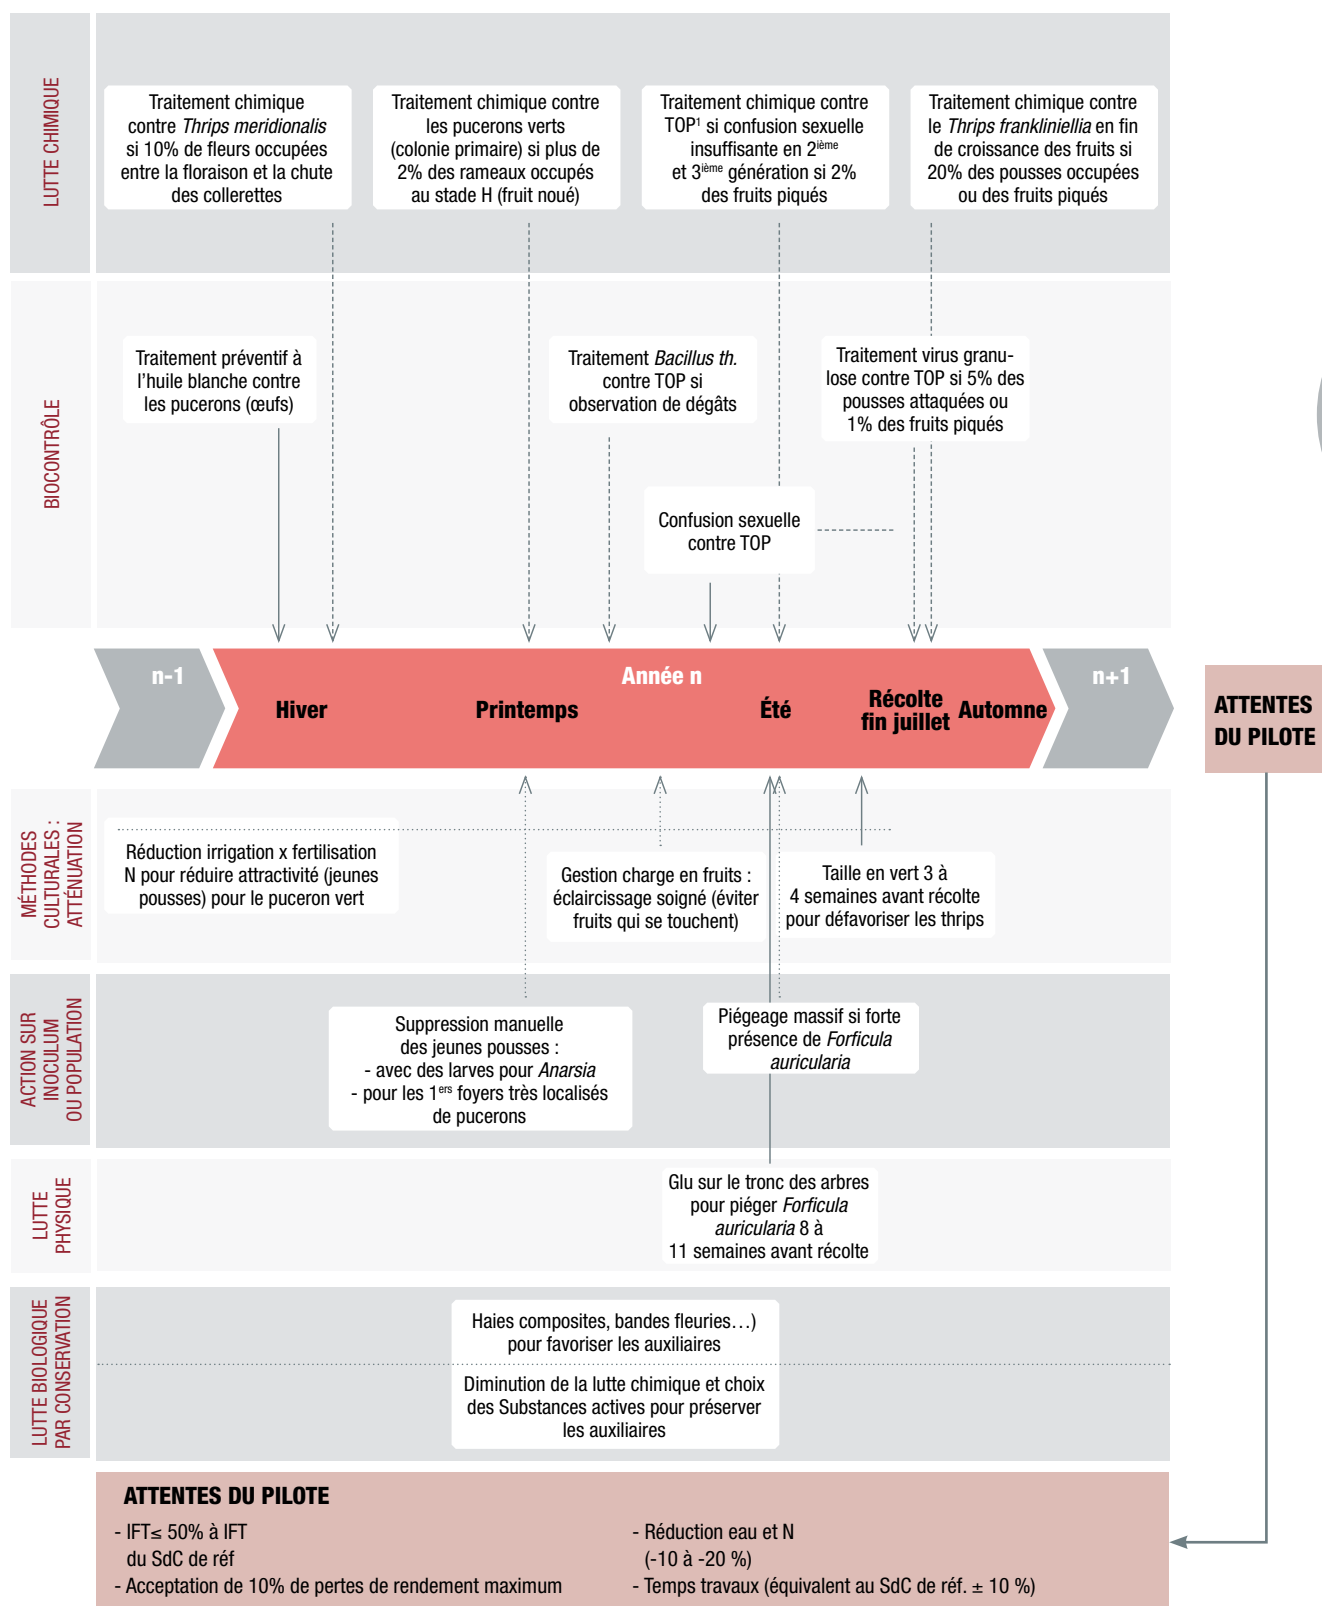 LUTTE CHIMIQUE
Traitement chimique
contre Thrips meridionalis
si 10% de fleurs occupées
entre la floraison et la chute
des collerettes
Traitement chimique contre
les pucerons verts
(colonie primaire) si plus de
2% des rameaux occupés
au stade H (fruit noué)
Traitement chimique contre
TOP¹ si confusion sexuelle
insuffisante en 2ième
et 3ième génération si 2%
des fruits piqués
Traitement chimique contre
le Thrips frankliniellia en fin
de croissance des fruits si
20% des pousses occupées
ou des fruits piqués
BIOCONTRÔLE
Traitement préventif à
l'huile blanche contre
les pucerons (œufs)
Traitement Bacillus th.
contre TOP si
observation de dégâts
Traitement virus granu-
lose contre TOP si 5% des
pousses attaquées ou
1% des fruits piqués
Confusion sexuelle
contre TOP
n-1
Année n
n+1
Hiver
Printemps
Été
Récolte
fin juillet
Automne
ATTENTES
DU PILOTE
MÉTHODES
CULTURALES :
ATTÉNUATION
Réduction irrigation x fertilisation
N pour réduire attractivité (jeunes
pousses) pour le puceron vert
Gestion charge en fruits :
éclaircissage soigné (éviter
fruits qui se touchent)
Taille en vert 3 à
4 semaines avant récolte
pour défavoriser les thrips
ACTION SUR
INOCULUM
OU POPULATION
Suppression manuelle
des jeunes pousses :
- avec des larves pour Anarsia
- pour les 1ers foyers très localisés
de pucerons
Piégeage massif si forte
présence de Forficula
auricularia
LUTTE
PHYSIQUE
Glu sur le tronc des arbres
pour piéger Forficula
auricularia 8 à
11 semaines avant récolte
LUTTE BIOLOGIQUE
PAR CONSERVATION
Haies composites, bandes fleuries…)
pour favoriser les auxiliaires
Diminution de la lutte chimique et choix
des Substances actives pour préserver
les auxiliaires
ATTENTES DU PILOTE
- IFT≤ 50% à IFT
du SdC de réf
- Acceptation de 10% de pertes de rendement maximum
- Réduction eau et N
(-10 à -20 %)
- Temps travaux (équivalent au SdC de réf. ± 10 %)